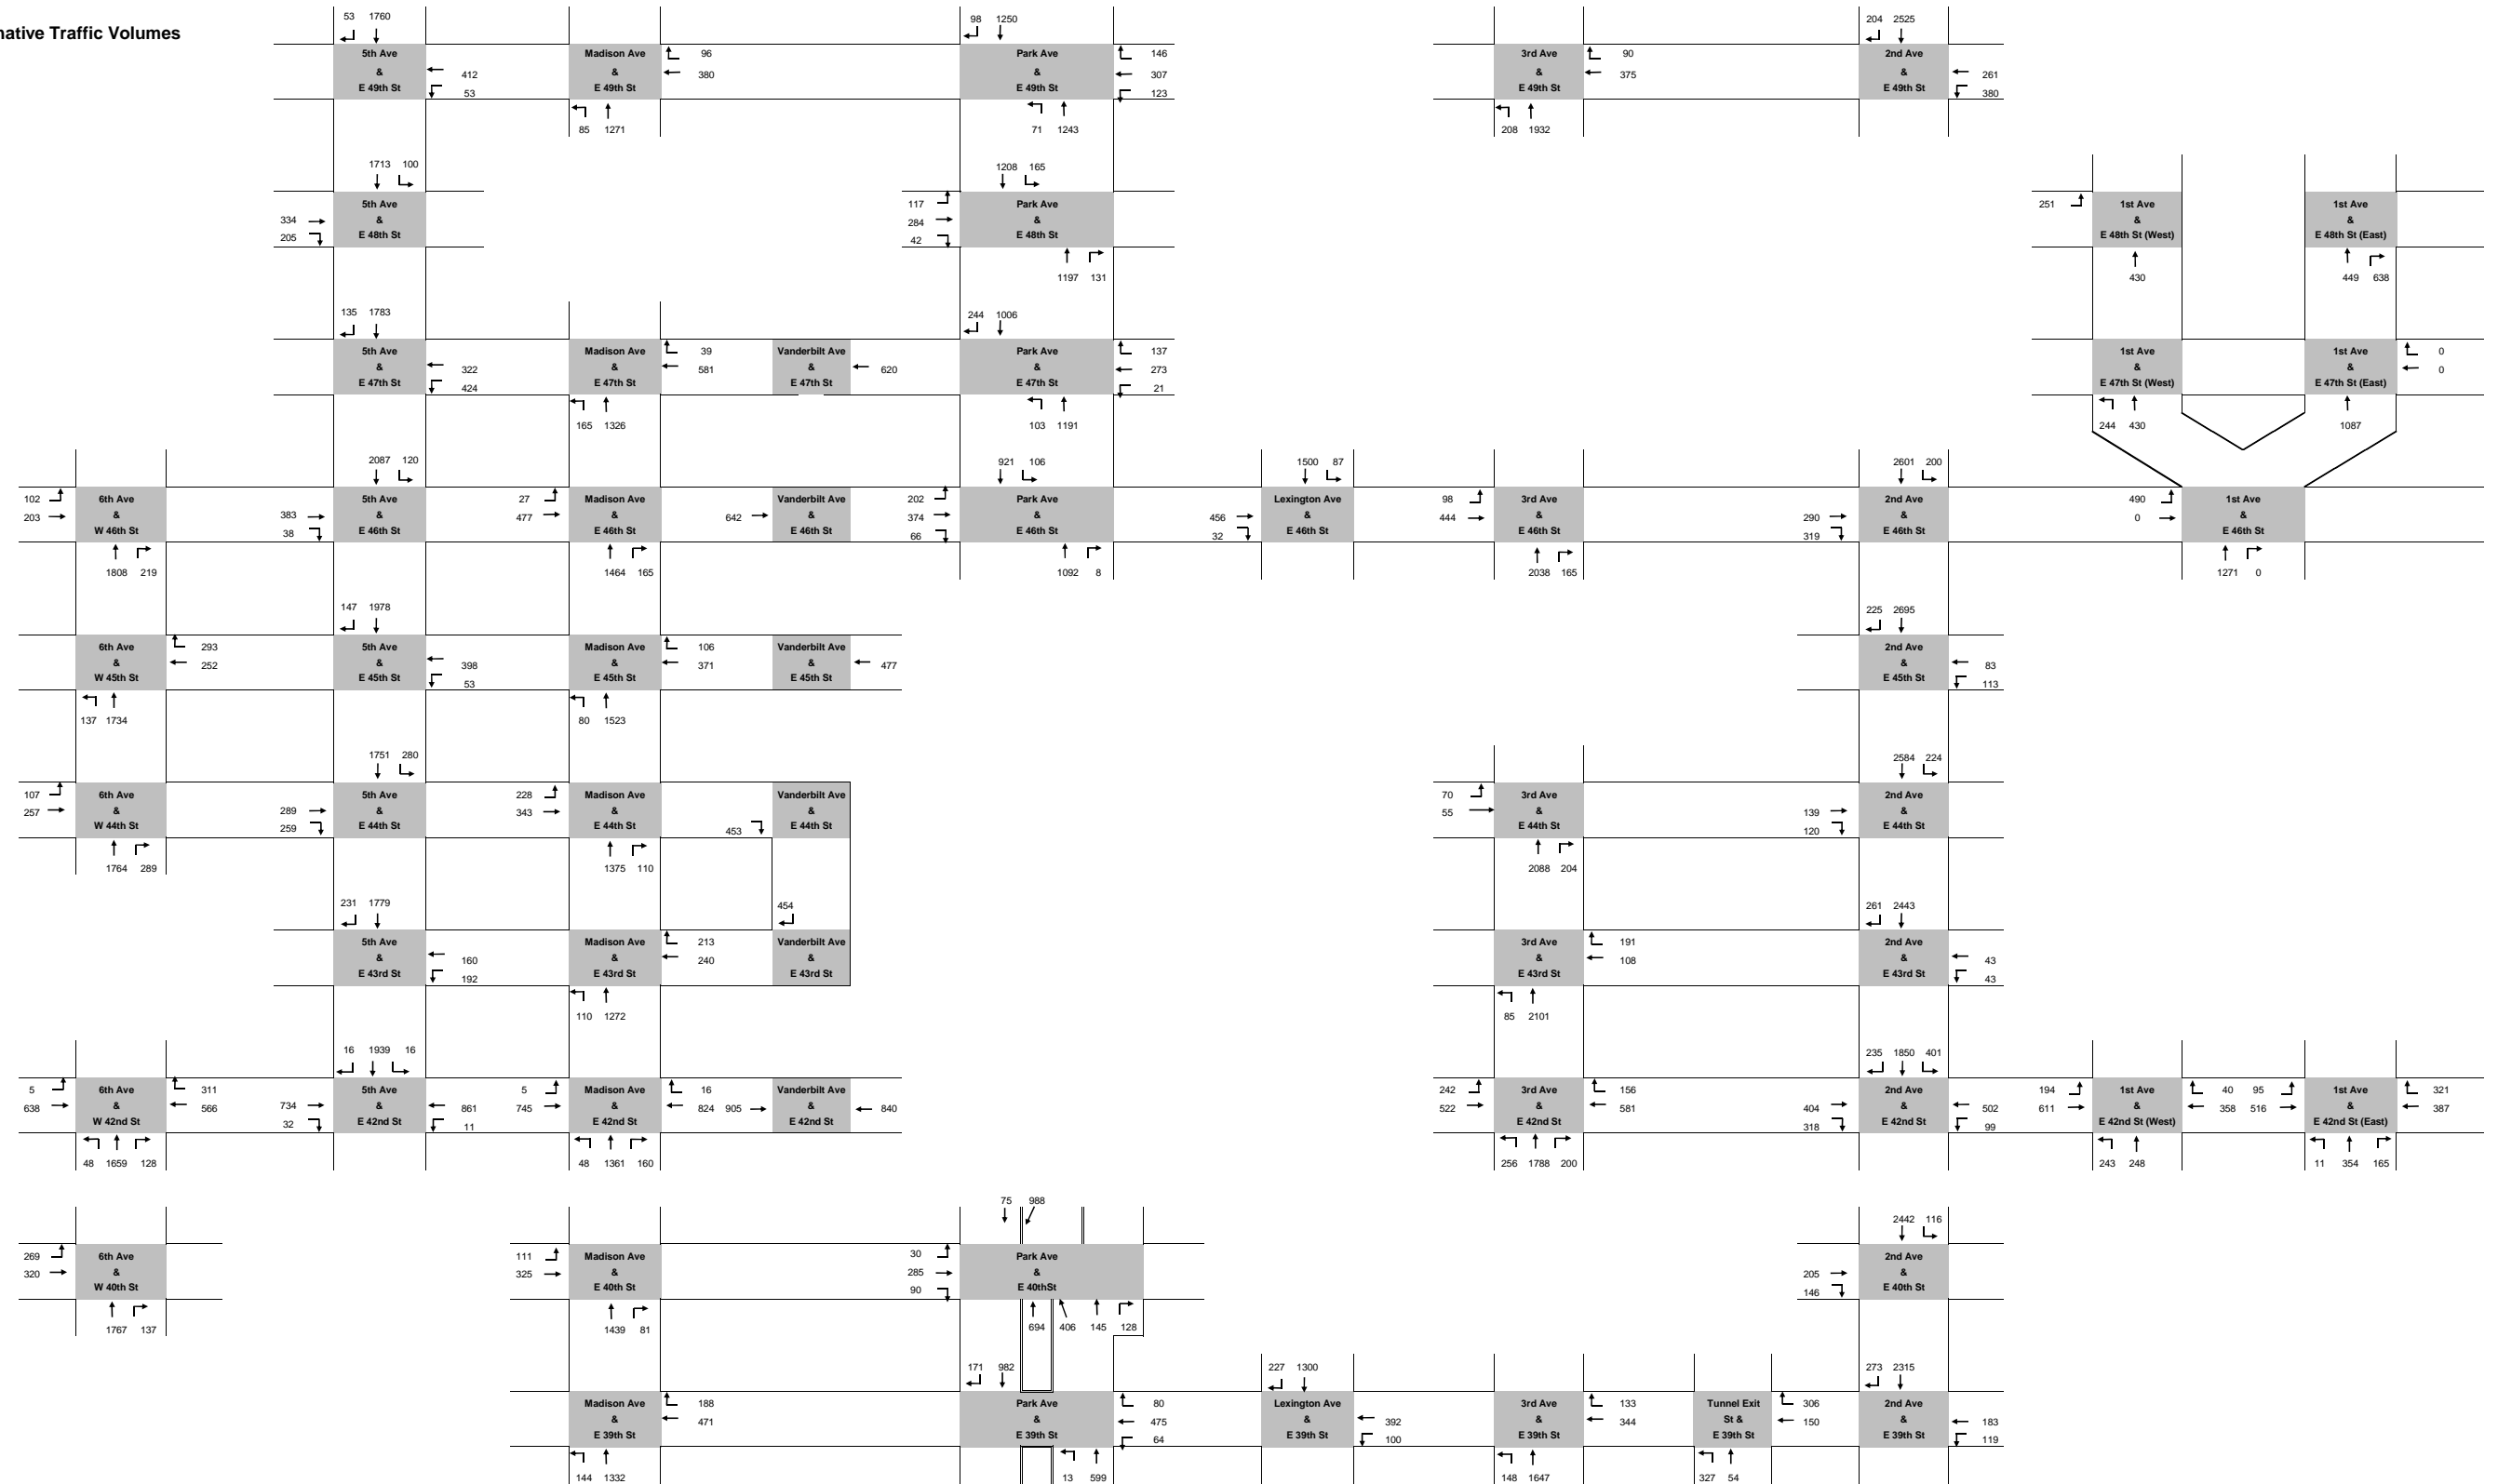 native Traffic Volumes
53 1760
98 1250
204 2525
5th Ave
&
E 49th St
412
53
Madison Ave
&
E 49th St
96
380
85 1271
Park Ave
&
E 49th St
146
307
123
71 1243
3rd Ave
&
E 49th St
90
375
208 1932
2nd Ave
&
E 49th St
261
380
1713 100
334
205
5th Ave
&
E 48th St
1208 165
117
284
42
Park Ave
&
E 48th St
1197 131
251
1st Ave
&
E 48th St (West)
430
1st Ave
&
E 48th St (East)
449 638
135 1783
5th Ave
&
E 47th St
322
424
Madison Ave
&
E 47th St
39
581
165 1326
Vanderbilt Ave
&
E 47th St
620
244 1006
Park Ave
&
E 47th St
137
273
21
103 1191
1st Ave
&
E 47th St (West)
244 430
1st Ave
&
E 47th St (East)
0
0
1087
102
203
6th Ave
&
W 46th St
1808 219
2087 120
383
38
5th Ave
&
E 46th St
27
477
Madison Ave
&
E 46th St
1464 165
642
Vanderbilt Ave
&
E 46th St
921 106
202
374
66
Park Ave
&
E 46th St
1092 8
1500 87
456
32
Lexington Ave
&
E 46th St
98
444
3rd Ave
&
E 46th St
2038 165
2601 200
290
319
2nd Ave
&
E 46th St
490
0
1st Ave
&
E 46th St
1271 0
6th Ave
&
W 45th St
293
252
137 1734
147 1978
5th Ave
&
E 45th St
398
53
Madison Ave
&
E 45th St
106
371
80 1523
Vanderbilt Ave
&
E 45th St
477
225 2695
2nd Ave
&
E 45th St
83
113
107
257
6th Ave
&
W 44th St
1764 289
1751 280
289
259
5th Ave
&
E 44th St
228
343
Madison Ave
&
E 44th St
1375 110
453
Vanderbilt Ave
&
E 44th St
70
55
3rd Ave
&
E 44th St
2088 204
2584 224
139
120
2nd Ave
&
E 44th St
231 1779
5th Ave
&
E 43rd St
160
192
Madison Ave
&
E 43rd St
213
240
110 1272
454
Vanderbilt Ave
&
E 43rd St
3rd Ave
&
E 43rd St
191
108
85 2101
261 2443
2nd Ave
&
E 43rd St
43
43
5
638
6th Ave
&
W 42nd St
311
566
48 1659 128
16 1939 16
734
32
5th Ave
&
E 42nd St
861
11
5
745
Madison Ave
&
E 42nd St
16
824
48 1361 160
905
Vanderbilt Ave
&
E 42nd St
840
242
522
3rd Ave
&
E 42nd St
156
581
256 1788 200
235 1850 401
404
318
2nd Ave
&
E 42nd St
502
99
194
611
1st Ave
&
E 42nd St (West)
40
358
243 248
95
516
1st Ave
&
E 42nd St (East)
321
387
11 354 165
269
320
6th Ave
&
W 40th St
1767 137
111
325
Madison Ave
&
E 40th St
1439 81
75 988
30
285
90
Park Ave
&
E 40thSt
694 406 145 128
2442 116
205
146
2nd Ave
&
E 40th St
Madison Ave
&
E 39th St
188
471
144 1332
171 982
Park Ave
&
E 39th St
80
475
64
13 599
227 1300
Lexington Ave
&
E 39th St
392
100
3rd Ave
&
E 39th St
133
344
148 1647
Tunnel Exit
St &
E 39th St
306
150
327 54
273 2315
2nd Ave
&
E 39th St
183
119